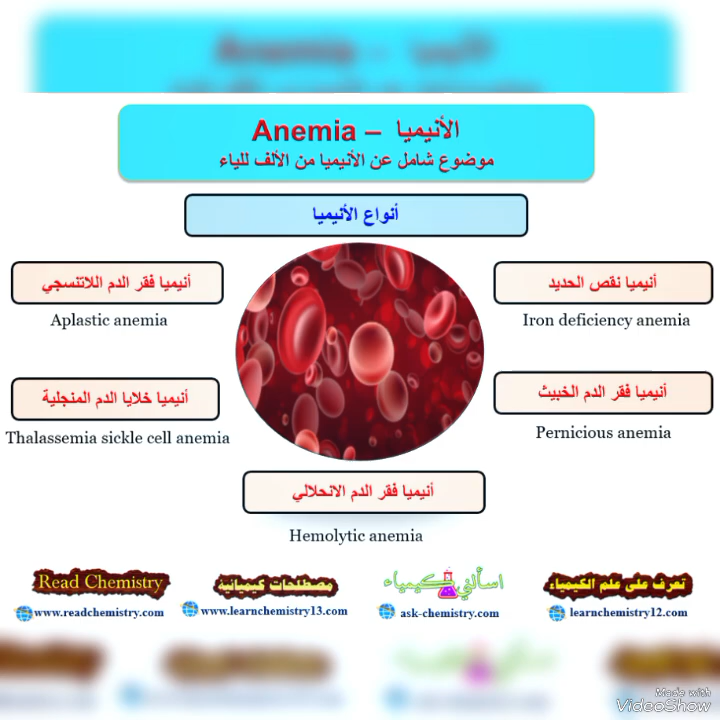 الأنيميا – Anemia
موضوع شامل عن الأنيميا من الألف للياء
أنواع الأنيميا
أنيميا نقص الحديد
Iron deficiency anemia
أنيميا فقر الدم اللاتنسجي
Aplastic anemia
أنيميا فقر الدم الخبيث
Pernicious anemia
أنيميا خلايا الدم المنجلية
Thalassemia sickle cell anemia
أنيميا فقر الدم الانحلالي
Hemolytic anemia
تعرف على علم الكيمياء
learnchemistry12.com
اسألني كيمياء
ask-chemistry.com
مصطلحات كيميائية
www.learnchemistry13.com
Read Chemistry
www.readchemistry.com
Made with
VideoShow